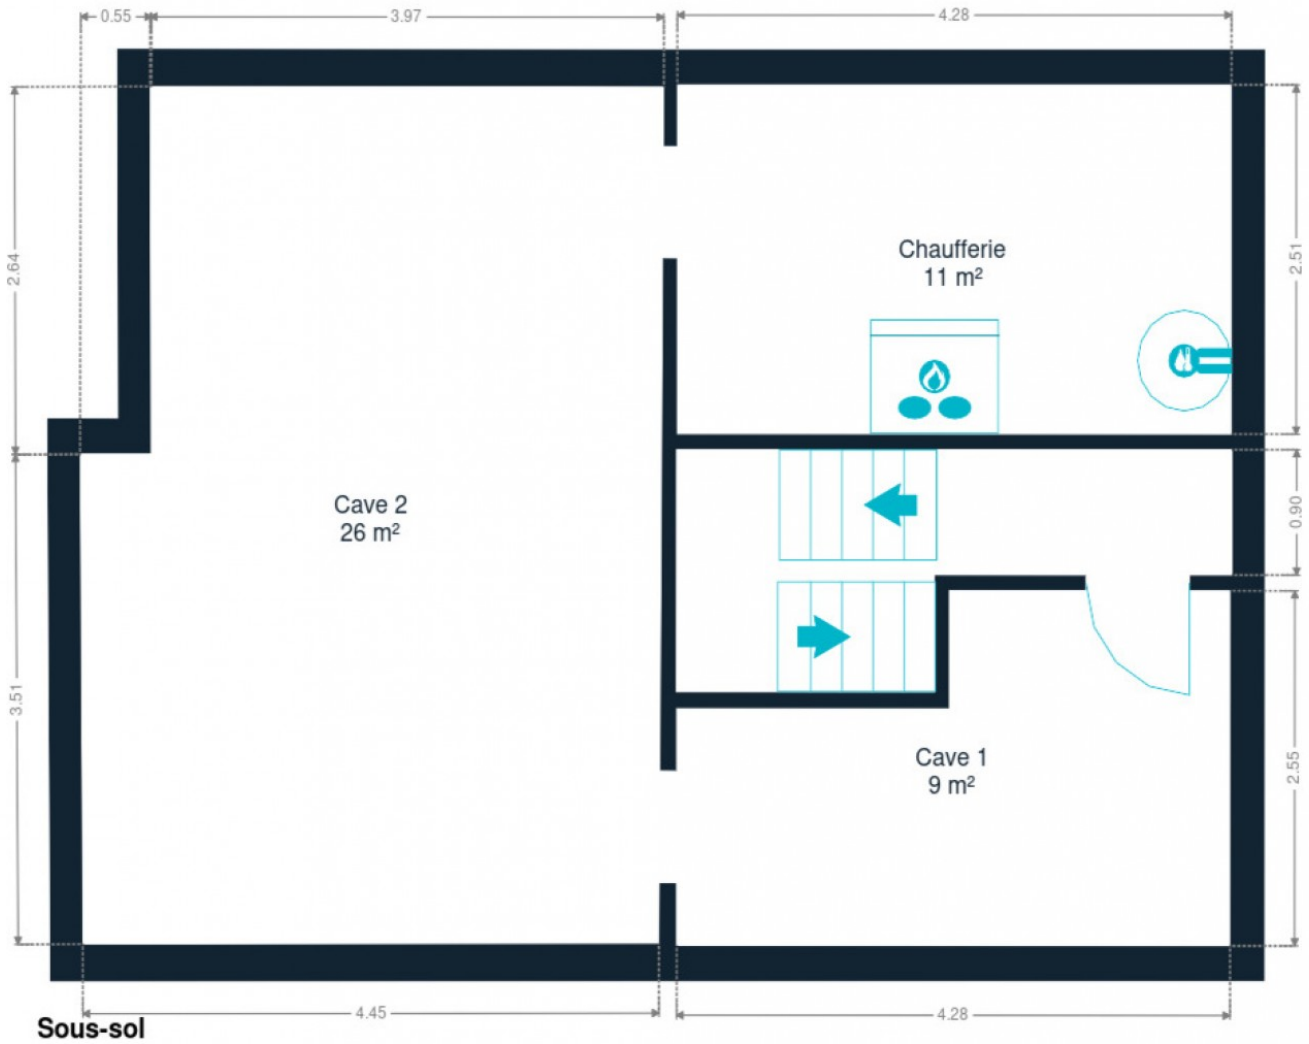 0.55
3.97
4.28
2.64
Chaufferie
11 m²
2.51
Cave 2
26 m²
0.90
3.51
Cave 1
9 m²
2.55
4.45
4.28
Sous-sol